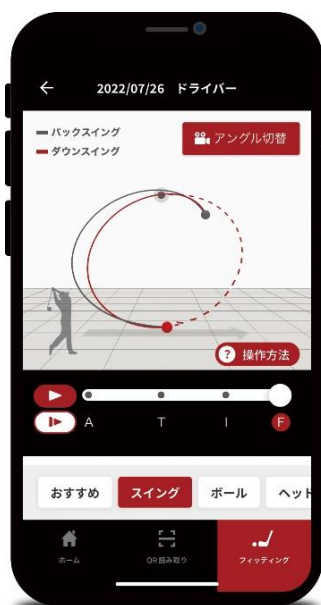 2022/07/26 ドライバー
バックスイング
ダウンスイング
アングル切替
? 操作方法
A T I F
おすすめ スイング ボール ヘッド
ホーム QR読み取り フィッティング